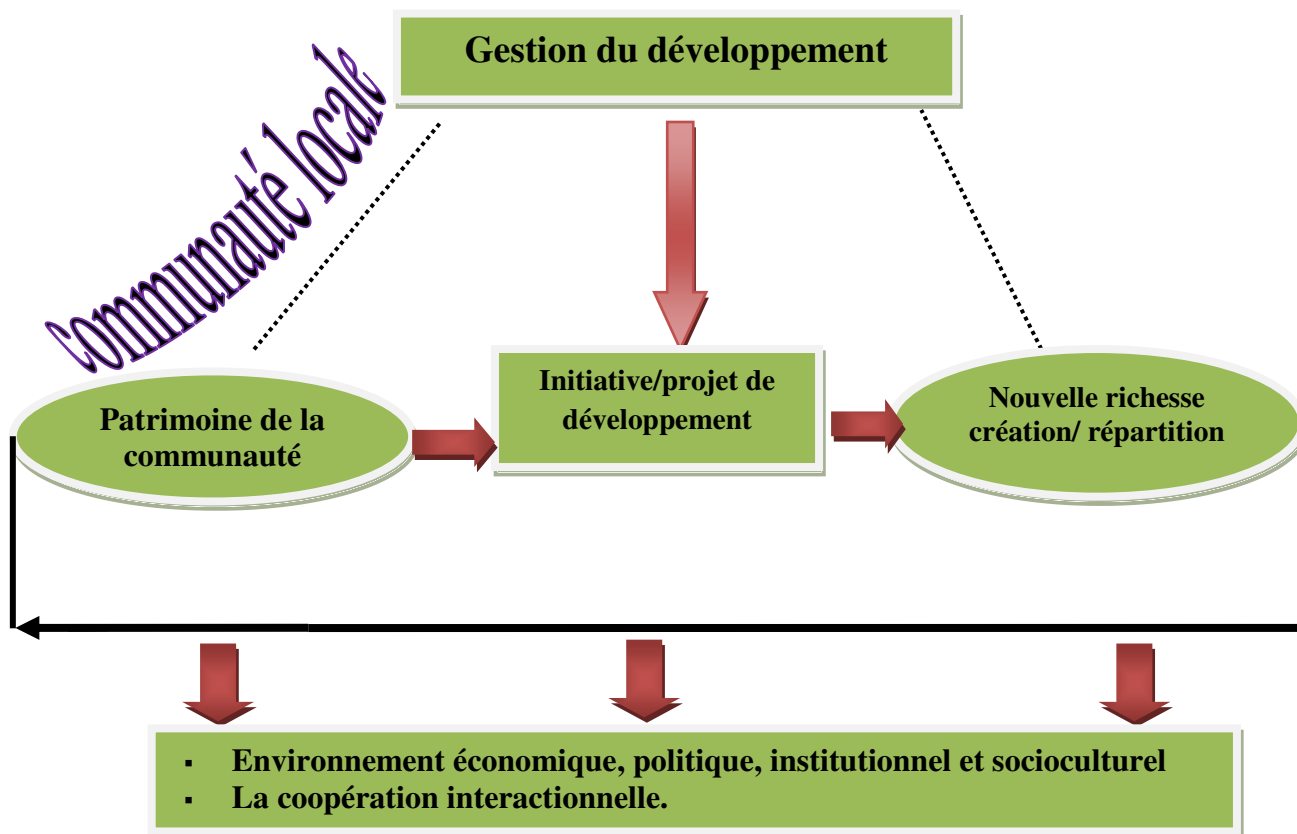 Gestion du développement
Communauté locale
Patrimoine de la
communauté
Initiative/projet de
développement
Nouvelle richesse
création/ répartition
▪ Environnement économique, politique, institutionnel et socioculturel
▪ La coopération interactionnelle.